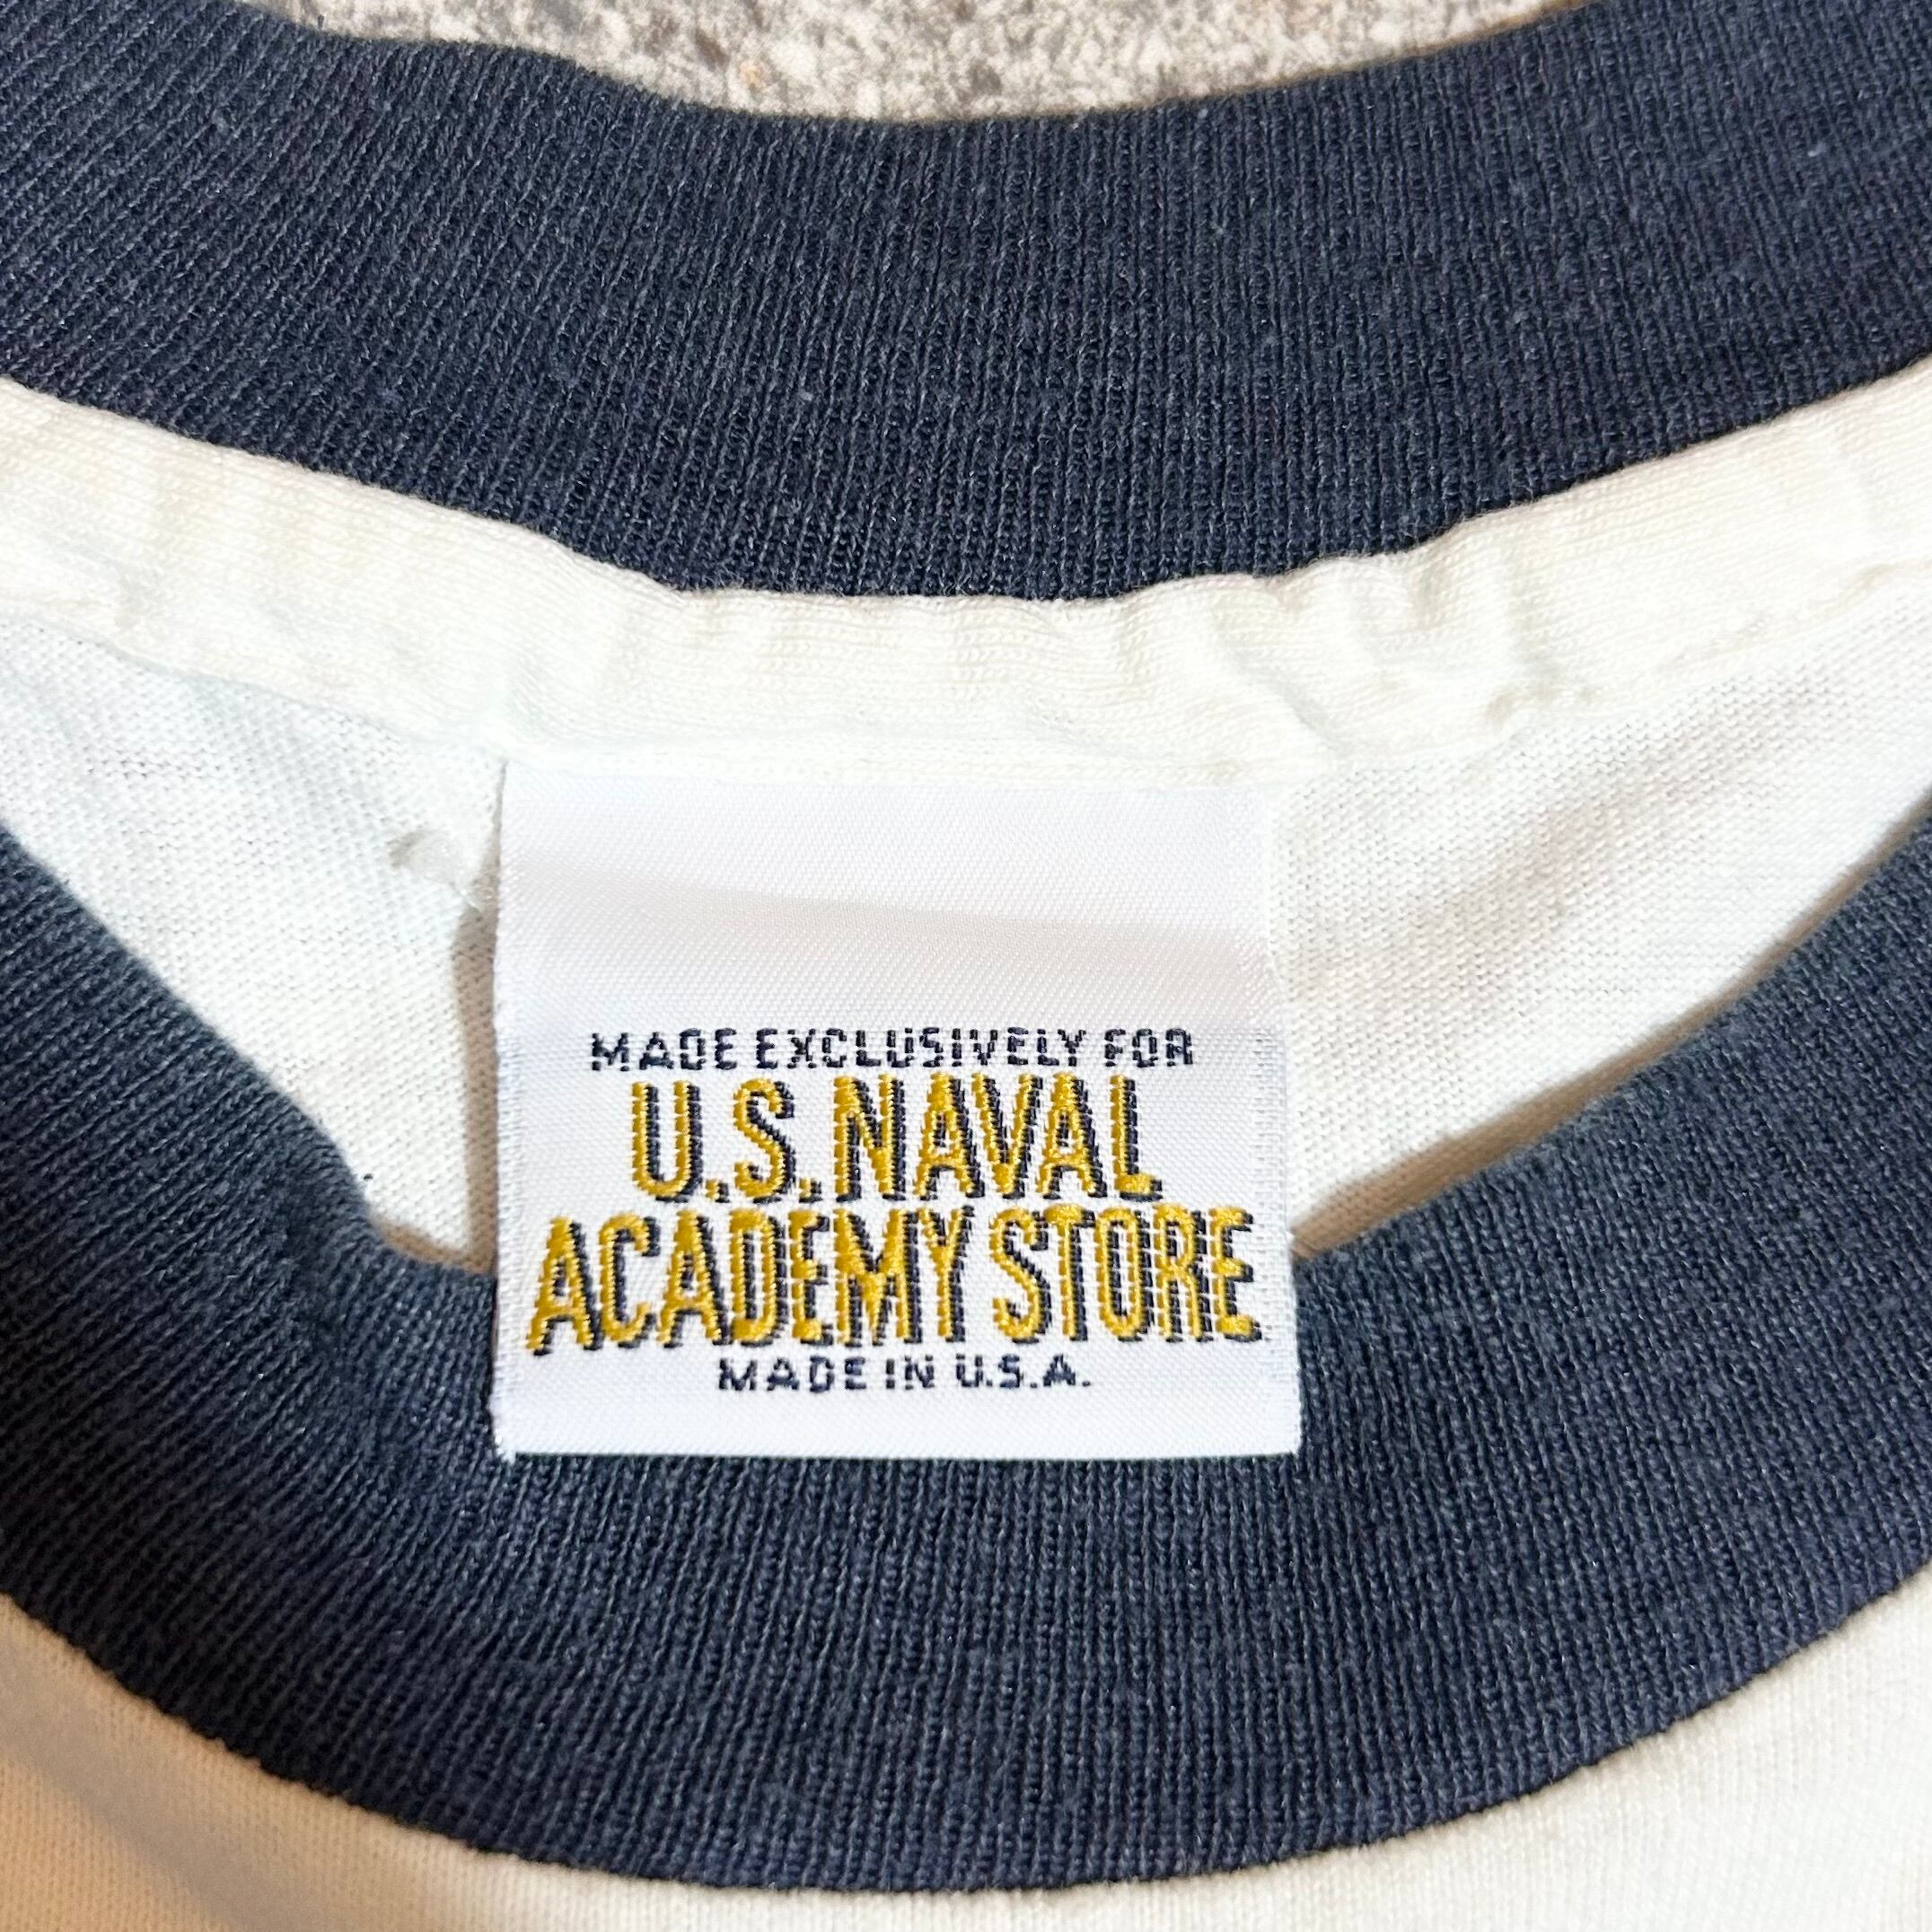 MADE EXCLUSIVELY FOR
U.S. NAVAL
ACADEMY STORE
MADE IN U.S.A.